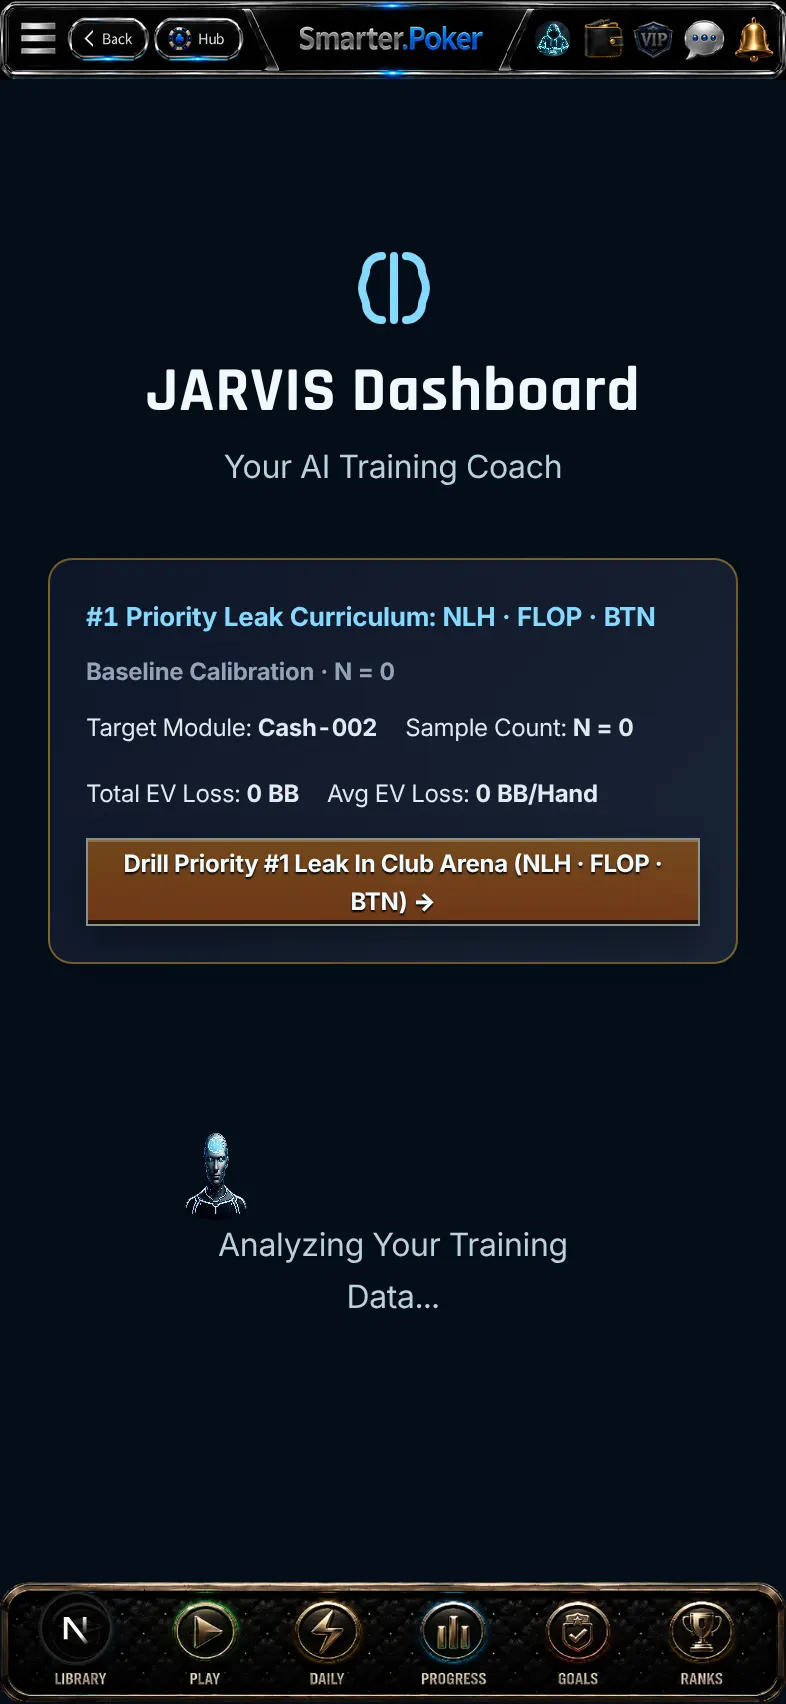 Back
Hub
Smarter.Poker
VIP
JARVIS Dashboard
Your AI Training Coach
#1 Priority Leak Curriculum: NLH · FLOP · BTN
Baseline Calibration · N = 0
Target Module: Cash-002 Sample Count: N = 0
Total EV Loss: 0 BB Avg EV Loss: 0 BB/Hand
Drill Priority #1 Leak In Club Arena (NLH · FLOP ·
BTN) →
Analyzing Your Training
Data...
N
LIBRARY
PLAY
DAILY
PROGRESS
GOALS
RANKS